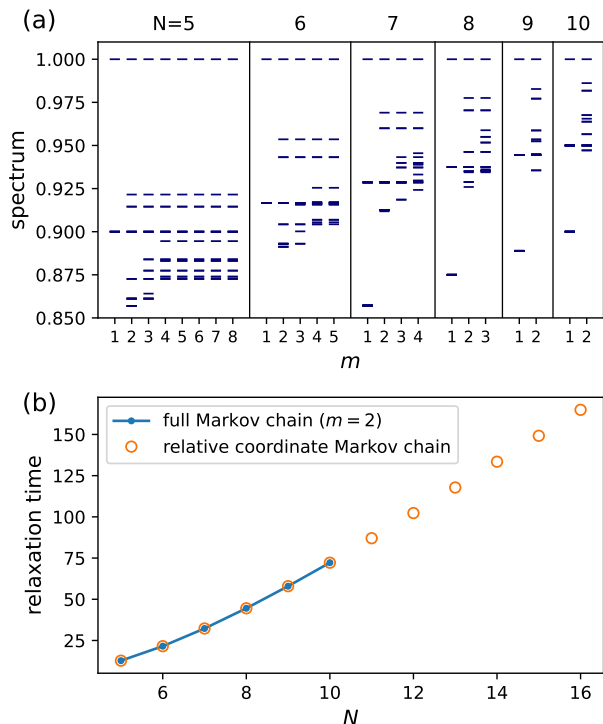 (a)
N=5 6 7 8 9 10
1.000
0.975
0.950
0.925
0.900
0.875
0.850
spectrum
1 2 3 4 5 6 7 8 1 2 3 4 5 1 2 3 4 1 2 3 1 2 1 2
m
(b)
full Markov chain (m = 2)
relative coordinate Markov chain
150
125
100
75
50
25
relaxation time
6 8 10 12 14 16
N